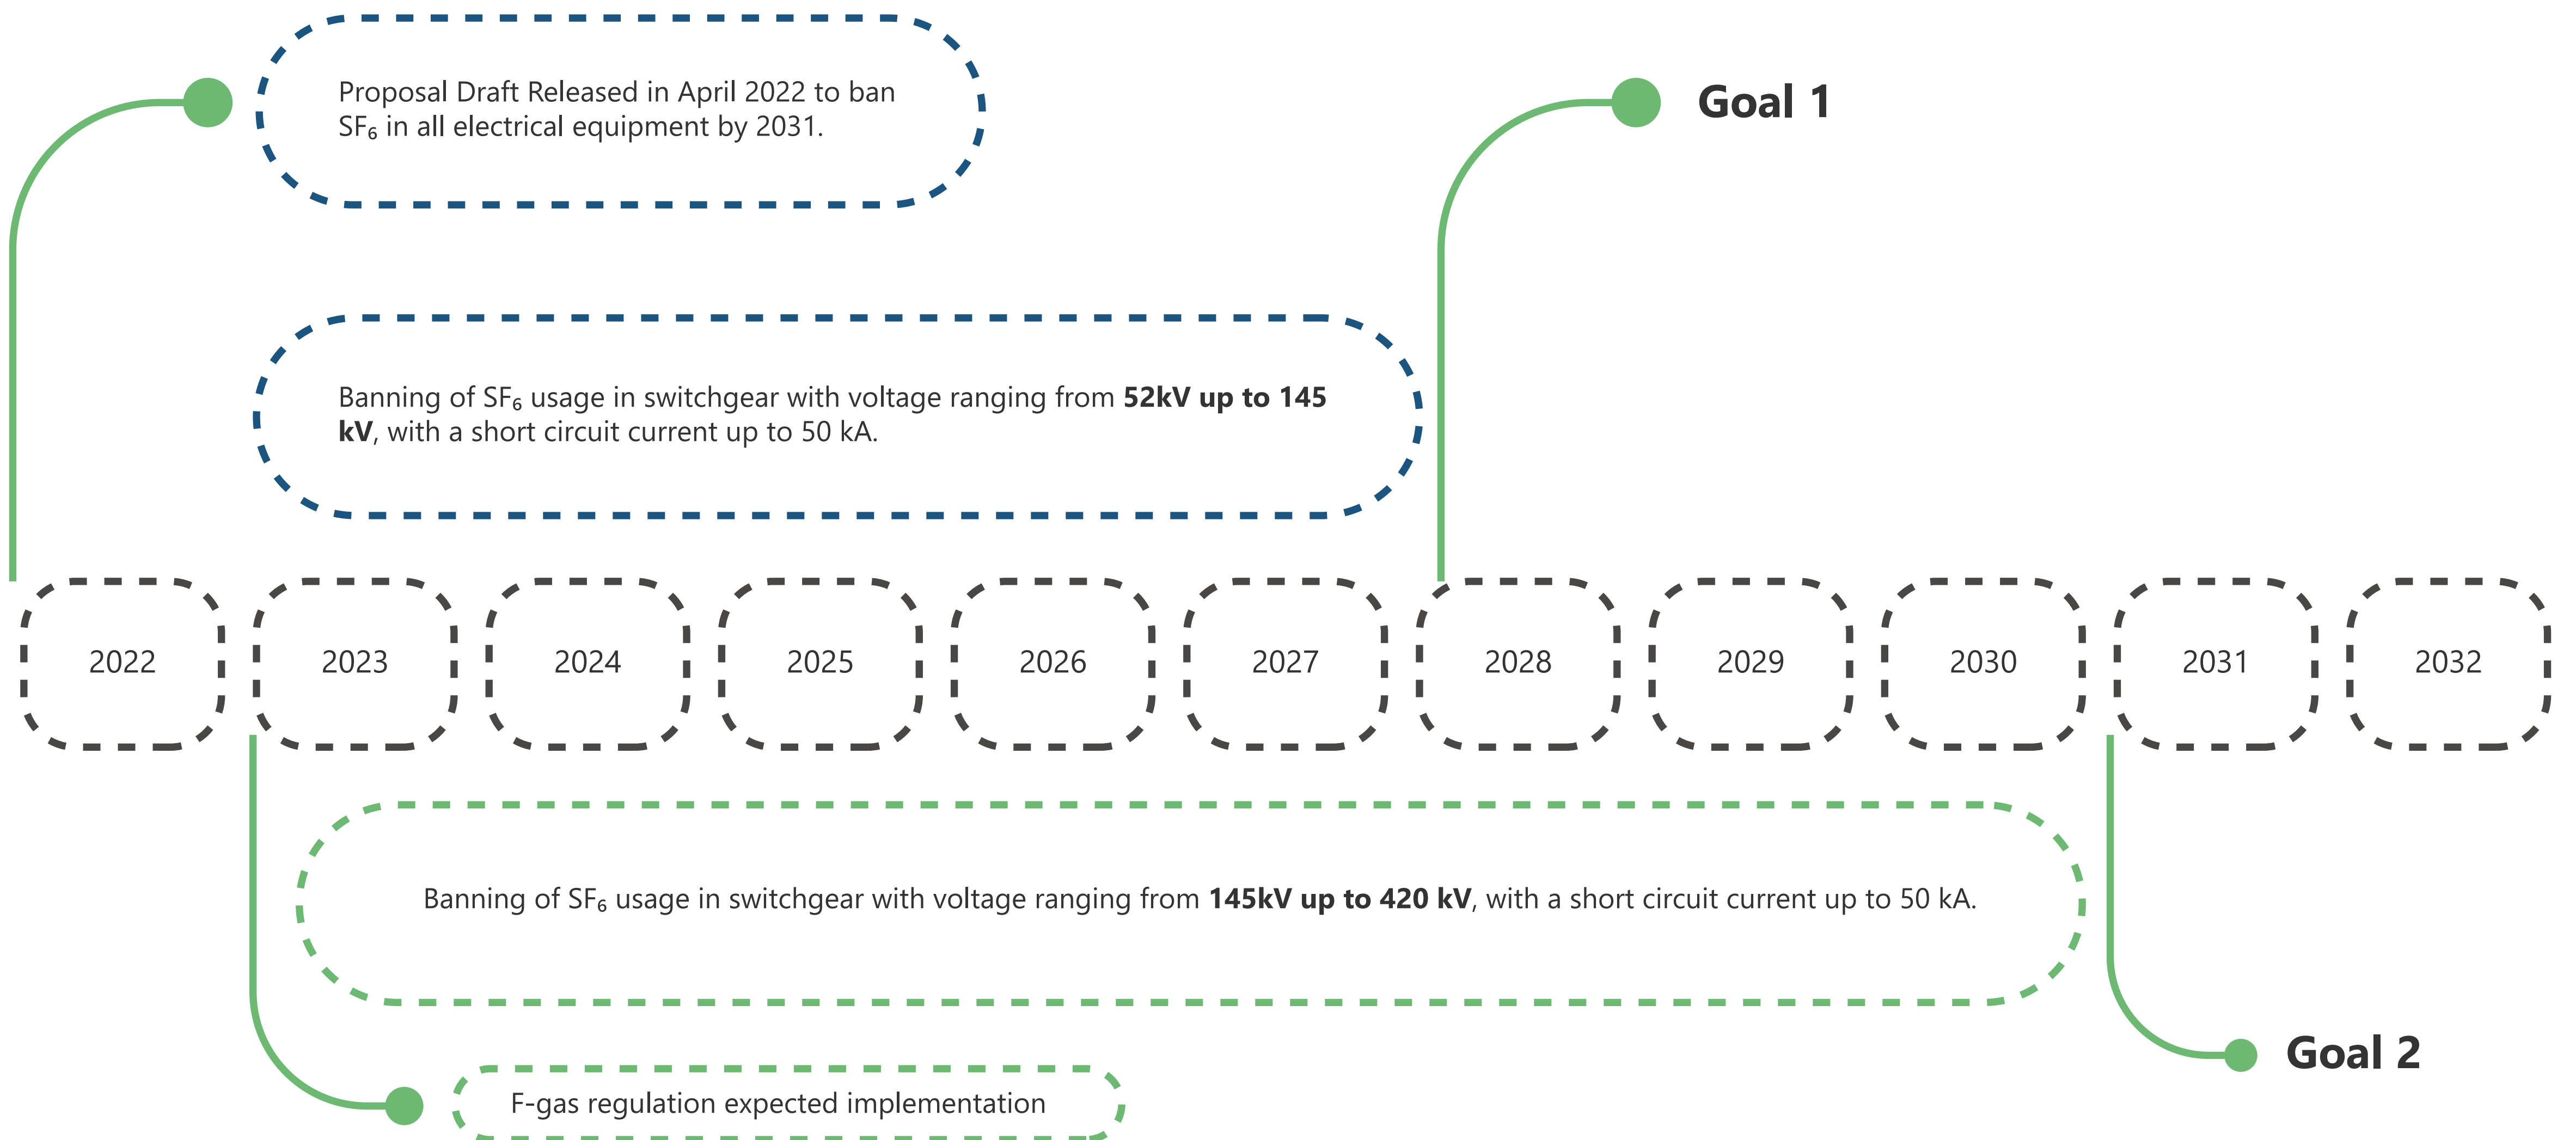 Proposal Draft Released in April 2022 to ban
SF₆ in all electrical equipment by 2031.
Goal 1
Banning of SF₆ usage in switchgear with voltage ranging from 52kV up to 145
kV, with a short circuit current up to 50 kA.
2022
2023
2024
2025
2026
2027
2028
2029
2030
2031
2032
Banning of SF₆ usage in switchgear with voltage ranging from 145kV up to 420 kV, with a short circuit current up to 50 kA.
Goal 2
F-gas regulation expected implementation